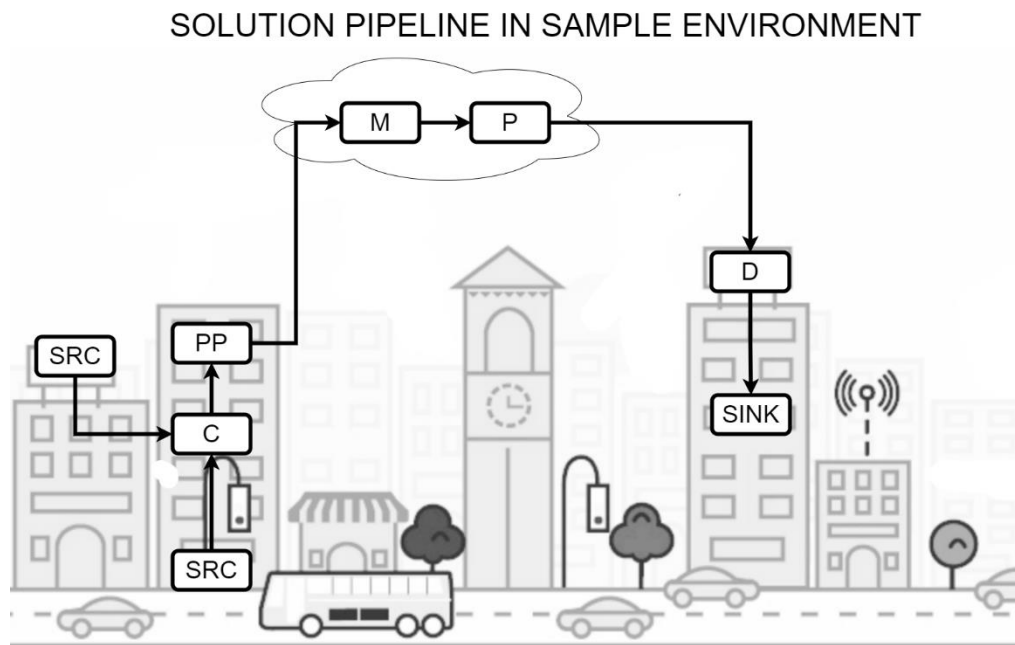 SOLUTION PIPELINE IN SAMPLE ENVIRONMENT
M
P
D
PP
SRC
C
SINK
SRC